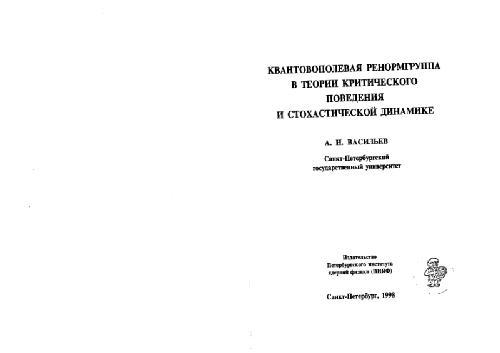 КВАНТОВОПОЛЕВАЯ РЕНОРМГРУППА
В ТЕОРИИ КРИТИЧЕСКОГО
ПОВЕДЕНИЯ
И СТОХАСТИЧЕСКОЙ ДИНАМИКЕ
А. Н. ВАСИЛЬЕВ
Санкт-Петербургский
государственный университет
Издательство
Петербургского института
ядерной физики (ПИЯФ)
Санкт-Петербург, 1998